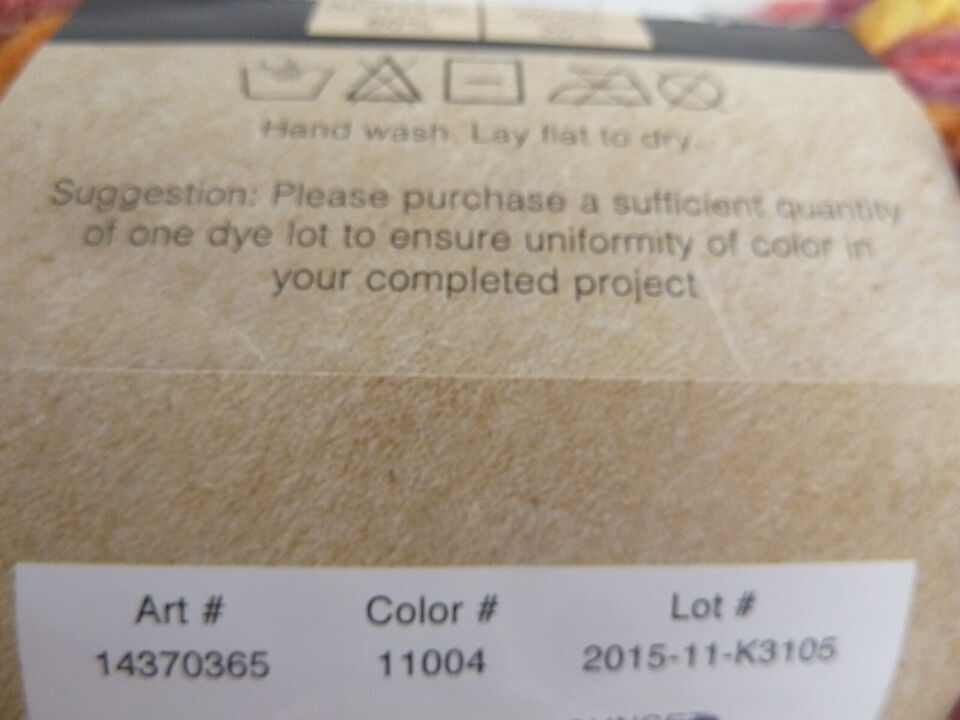 Hand wash. Lay flat to dry.
Suggestion: Please purchase a sufficient quantity
of one dye lot to ensure uniformity of color in
your completed project
Art # Color # Lot #
14370365 11004 2015-11-K3105